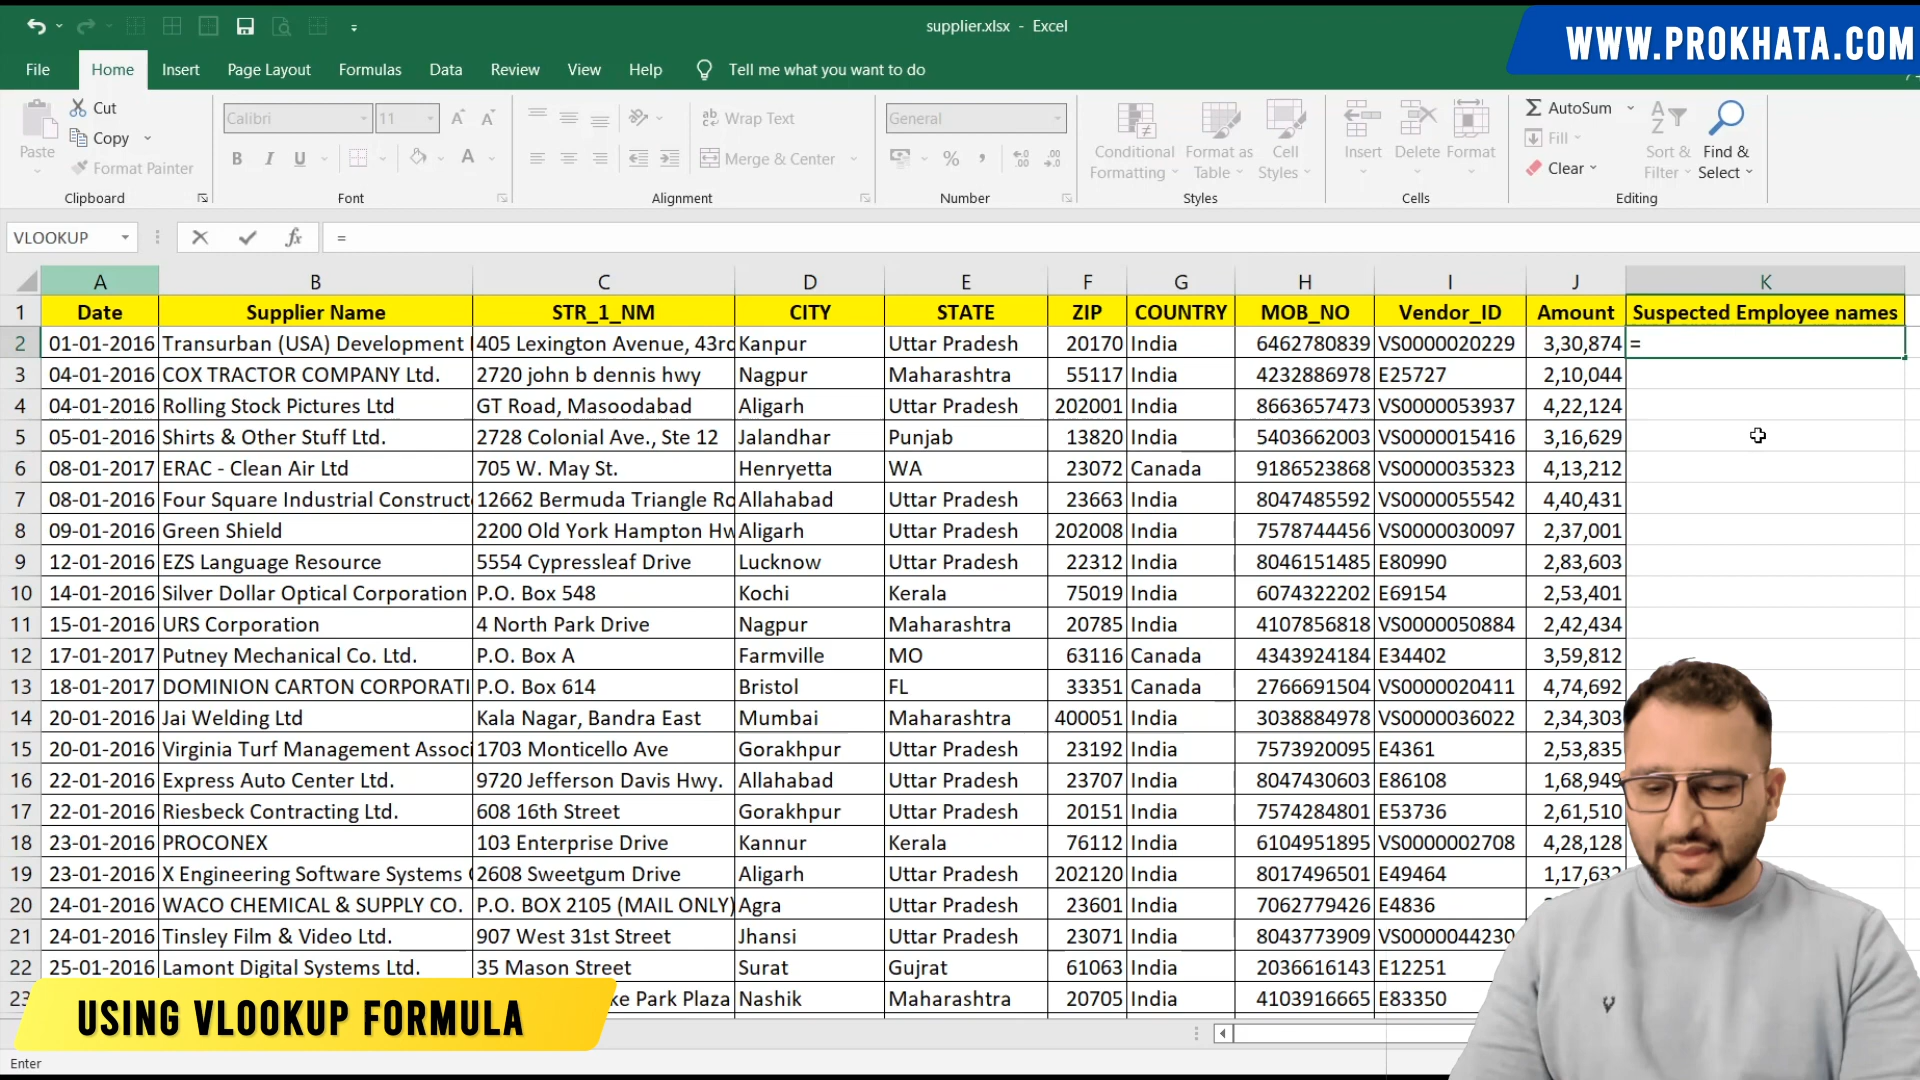 supplier.xlsx - Excel
WWW.PROKHATA.COM
File Home Insert Page Layout Formulas Data Review View Help Tell me what you want to do
Paste
Cut
Copy
Format Painter
Clipboard
Calibri 11
B I U
Font
Wrap Text
Merge & Center
Alignment
General
Number
Conditional Formatting
Format as Table
Cell Styles
Styles
Insert Delete Format
Cells
AutoSum
Fill
Clear
Sort & Filter
Find & Select
Editing
VLOOKUP fx =
A B C D E F G H I J K
1 Date Supplier Name STR_1_NM CITY STATE ZIP COUNTRY MOB_NO Vendor_ID Amount Suspected Employee names
2 01-01-2016 Transurban (USA) Development 405 Lexington Avenue, 43rd Kanpur Uttar Pradesh 20170 India 6462780839 VS0000020229 3,30,874 =
3 04-01-2016 COX TRACTOR COMPANY Ltd. 2720 john b dennis hwy Nagpur Maharashtra 55117 India 4232886978 E25727 2,10,044
4 04-01-2016 Rolling Stock Pictures Ltd GT Road, Masoodabad Aligarh Uttar Pradesh 202001 India 8663657473 VS0000053937 4,22,124
5 05-01-2016 Shirts & Other Stuff Ltd. 2728 Colonial Ave., Ste 12 Jalandhar Punjab 13820 India 5403662003 VS0000015416 3,16,629
6 08-01-2017 ERAC - Clean Air Ltd 705 W. May St. Henryetta WA 23072 Canada 9186523868 VS0000035323 4,13,212
7 08-01-2016 Four Square Industrial Construct 12662 Bermuda Triangle Ro Allahabad Uttar Pradesh 23663 India 8047485592 VS0000055542 4,40,431
8 09-01-2016 Green Shield 2200 Old York Hampton Hw Aligarh Uttar Pradesh 202008 India 7578744456 VS0000030097 2,37,001
9 12-01-2016 EZS Language Resource 5554 Cypressleaf Drive Lucknow Uttar Pradesh 22312 India 8046151485 E80990 2,83,603
10 14-01-2016 Silver Dollar Optical Corporation P.O. Box 548 Kochi Kerala 75019 India 6074322202 E69154 2,53,401
11 15-01-2016 URS Corporation 4 North Park Drive Nagpur Maharashtra 20785 India 4107856818 VS0000050884 2,42,434
12 17-01-2017 Putney Mechanical Co. Ltd. P.O. Box A Farmville MO 63116 Canada 4343924184 E34402 3,59,812
13 18-01-2017 DOMINION CARTON CORPORATI P.O. Box 614 Bristol FL 33351 Canada 2766691504 VS0000020411 4,74,692
14 20-01-2016 Jai Welding Ltd Kala Nagar, Bandra East Mumbai Maharashtra 400051 India 3038884978 VS0000036022 2,34,303
15 20-01-2016 Virginia Turf Management Associ 1703 Monticello Ave Gorakhpur Uttar Pradesh 23192 India 7573920095 E4361 2,53,835
16 22-01-2016 Express Auto Center Ltd. 9720 Jefferson Davis Hwy. Allahabad Uttar Pradesh 23707 India 8047430603 E86108 1,68,949
17 22-01-2016 Riesbeck Contracting Ltd. 608 16th Street Gorakhpur Uttar Pradesh 20151 India 7574284801 E53736 2,61,510
18 23-01-2016 PROCONEX 103 Enterprise Drive Kannur Kerala 76112 India 6104951895 VS0000002708 4,28,128
19 23-01-2016 X Engineering Software Systems 2608 Sweetgum Drive Aligarh Uttar Pradesh 202120 India 8017496501 E49464 1,17,632
20 24-01-2016 WACO CHEMICAL & SUPPLY CO. P.O. BOX 2105 (MAIL ONLY) Agra Uttar Pradesh 23601 India 7062779426 E4836
21 24-01-2016 Tinsley Film & Video Ltd. 907 West 31st Street Jhansi Uttar Pradesh 23071 India 8043773909 VS0000044230
22 25-01-2016 Lamont Digital Systems Ltd. 35 Mason Street Surat Gujrat 61063 India 2036616143 E12251
23 ke Park Plaza Nashik Maharashtra 20705 India 4103916665 E83350
USING VLOOKUP FORMULA
Enter